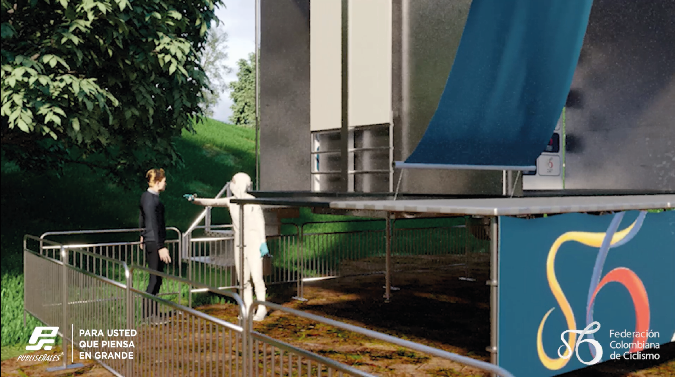 PUBLISEÑALES
PARA USTED
QUE PIENSA
EN GRANDE
Federación
Colombiana
de Ciclismo